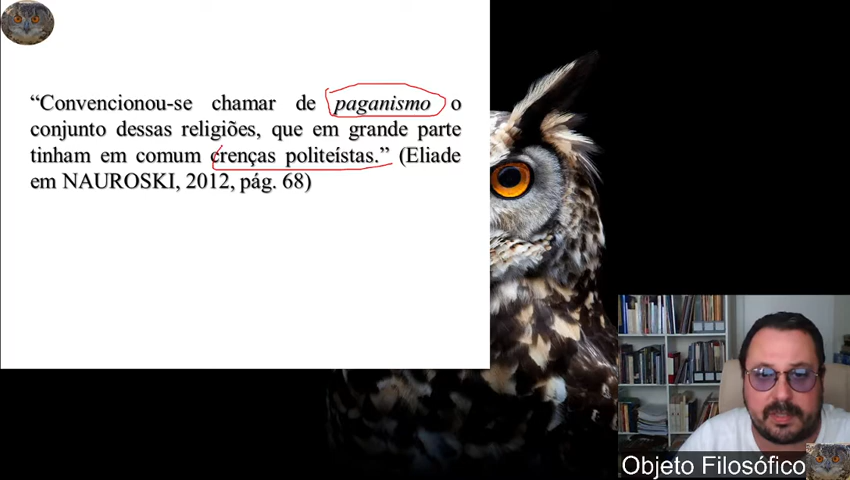 “Convencionou-se chamar de paganismo o
conjunto dessas religiões, que em grande parte
tinham em comum crenças politeístas.” (Eliade
em NAUROSKI, 2012, pág. 68)
Objeto Filosófico